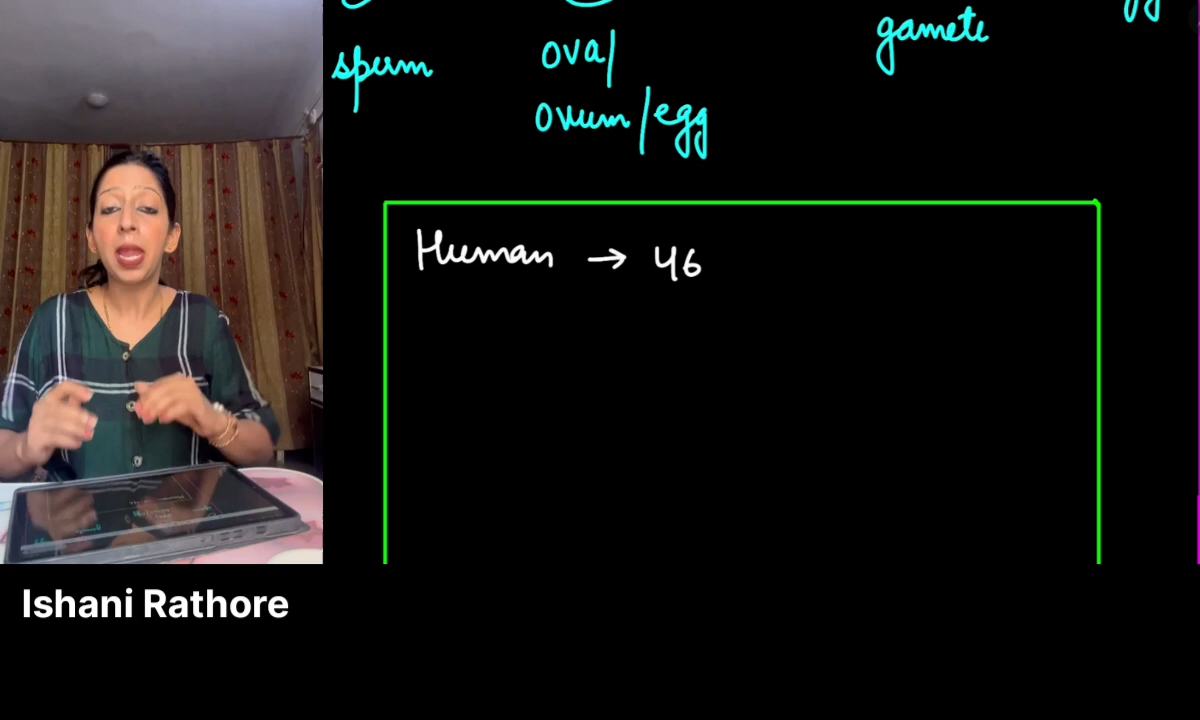 gamete
sperm
ova/
ovum/egg
Human → 46
Ishani Rathore